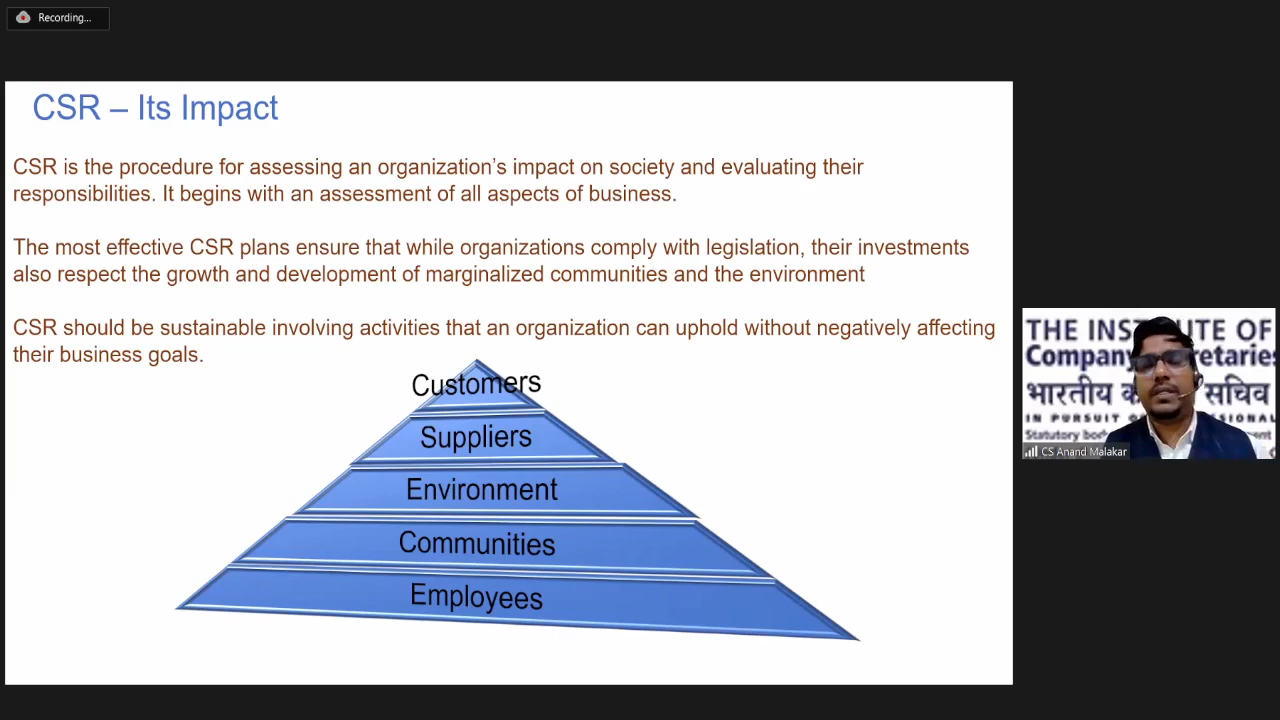 Recording...
CSR – Its Impact
CSR is the procedure for assessing an organization's impact on society and evaluating their
responsibilities. It begins with an assessment of all aspects of business.
The most effective CSR plans ensure that while organizations comply with legislation, their investments
also respect the growth and development of marginalized communities and the environment
CSR should be sustainable involving activities that an organization can uphold without negatively affecting
their business goals.
Customers
Suppliers
Environment
Communities
Employees
THE INS UTE OF
Company retaries
भारतीय सचिव
IN PURSUIT
Statutory
CS Anand Malakar